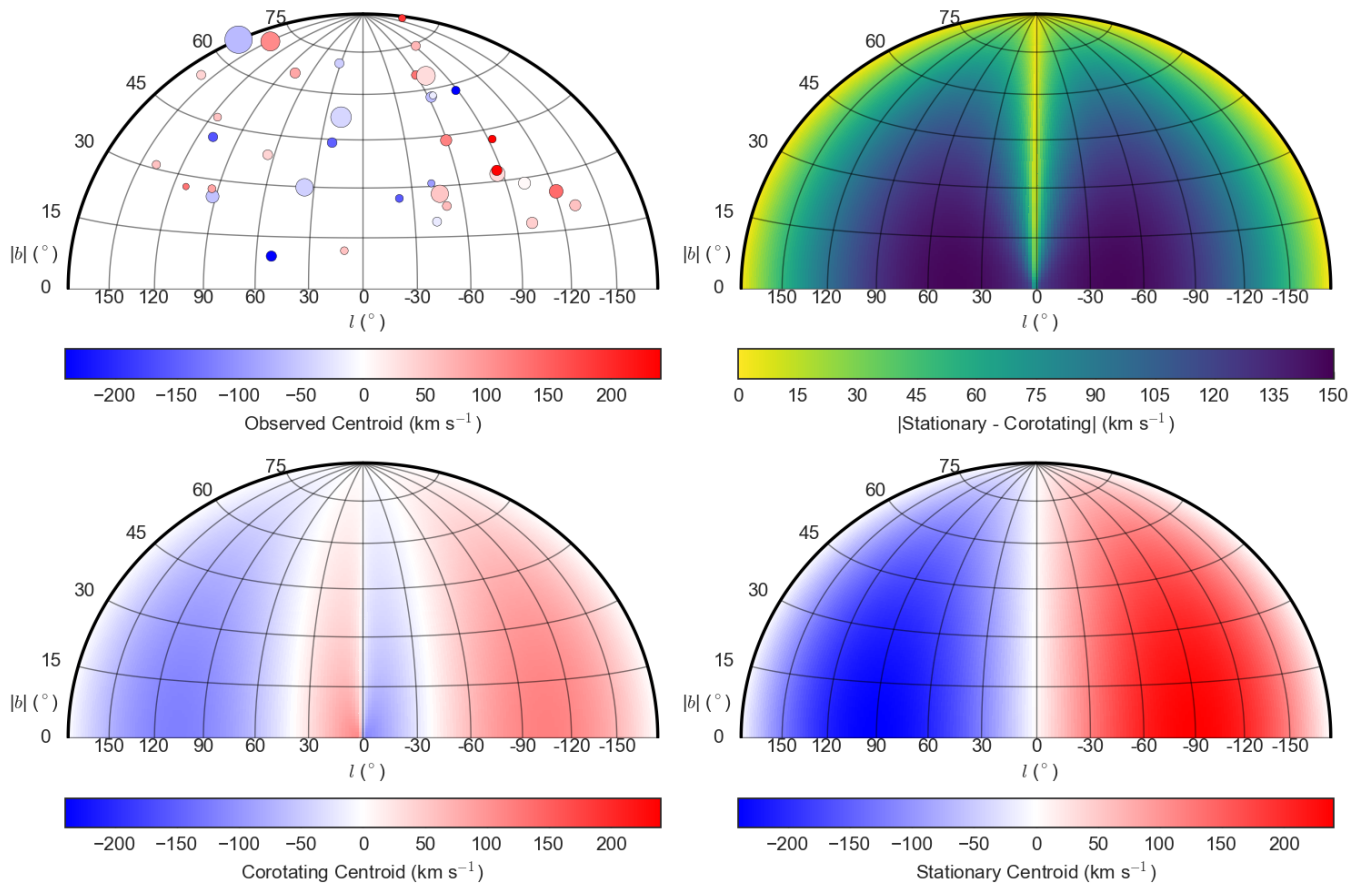 75
60
45
30
15
|b| (°)
0
150 120 90 60 30 0 -30 -60 -90 -120 -150
l (°)
−200 −150 −100 −50 0 50 100 150 200
Observed Centroid (km s−1)
75
60
45
30
15
|b| (°)
0
150 120 90 60 30 0 -30 -60 -90 -120 -150
l (°)
0 15 30 45 60 75 90 105 120 135 150
|Stationary - Corotating| (km s−1)
75
60
45
30
15
|b| (°)
0
150 120 90 60 30 0 -30 -60 -90 -120 -150
l (°)
−200 −150 −100 −50 0 50 100 150 200
Corotating Centroid (km s−1)
75
60
45
30
15
|b| (°)
0
150 120 90 60 30 0 -30 -60 -90 -120 -150
l (°)
−200 −150 −100 −50 0 50 100 150 200
Stationary Centroid (km s−1)